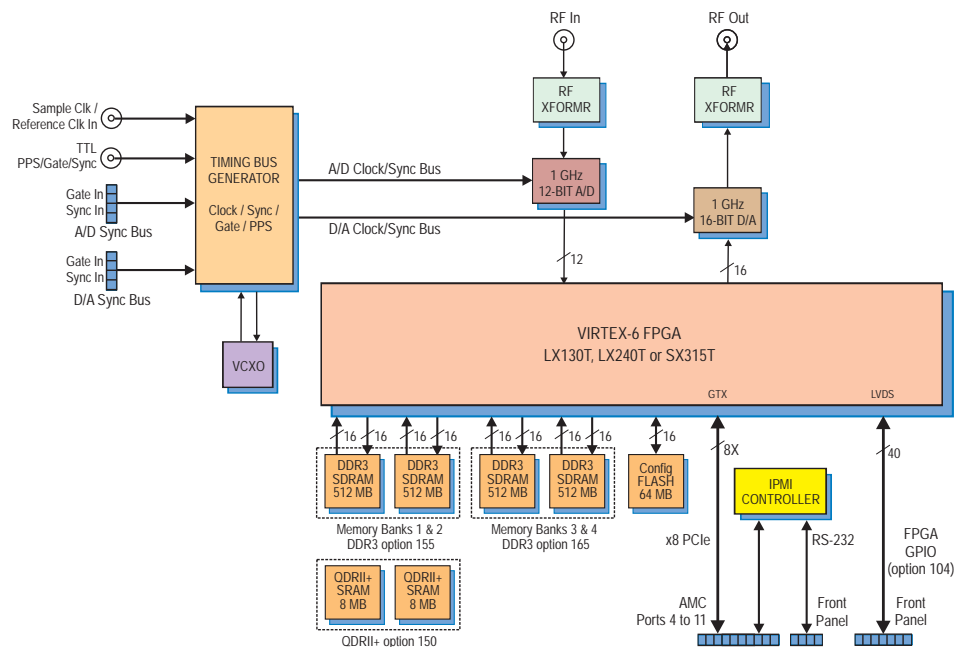 RF In
RF Out
RF
XFORMR
RF
XFORMR
Sample Clk /
Reference Clk In
TTL
PPS/Gate/Sync
Gate In
Sync In
A/D Sync Bus
Gate In
Sync In
D/A Sync Bus
TIMING BUS
GENERATOR
Clock / Sync /
Gate / PPS
VCXO
A/D Clock/Sync Bus
D/A Clock/Sync Bus
1 GHz
12-BIT A/D
1 GHz
16-BIT D/A
12
16
VIRTEX-6 FPGA
LX130T, LX240T or SX315T
GTX
LVDS
16
16
16
16
16
16
16
16
16
8X
40
DDR3
SDRAM
512 MB
DDR3
SDRAM
512 MB
DDR3
SDRAM
512 MB
DDR3
SDRAM
512 MB
Config
FLASH
64 MB
IPMI
CONTROLLER
Memory Banks 1 & 2
DDR3 option 155
Memory Banks 3 & 4
DDR3 option 165
QDRII+
SRAM
8 MB
QDRII+
SRAM
8 MB
QDRII+ option 150
x8 PCIe
RS-232
FPGA
GPIO
(option 104)
AMC
Ports 4 to 11
Front
Panel
Front
Panel